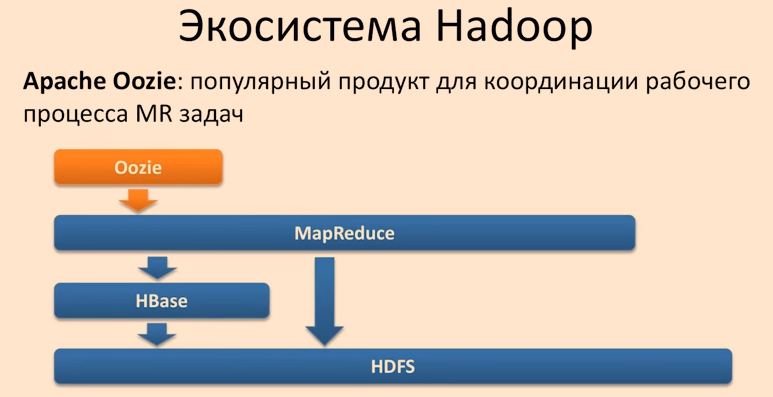 Экосистема Hadoop
Apache Oozie: популярный продукт для координации рабочего
процесса MR задач
Oozie
MapReduce
HBase
HDFS